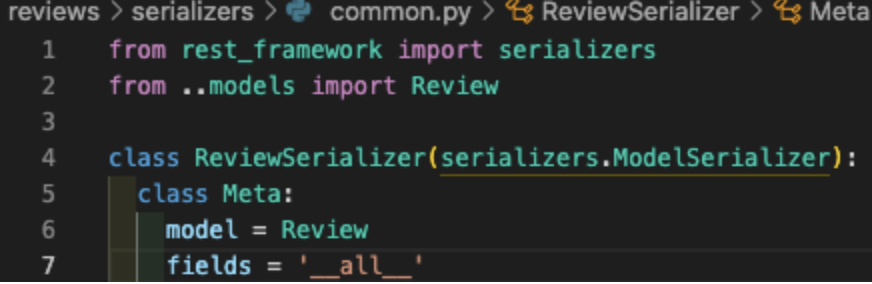 reviews > serializers > common.py > ReviewSerializer > Meta
1 from rest_framework import serializers
2 from ..models import Review
3
4 class ReviewSerializer(serializers.ModelSerializer):
5   class Meta:
6     model = Review
7     fields = '__all__'